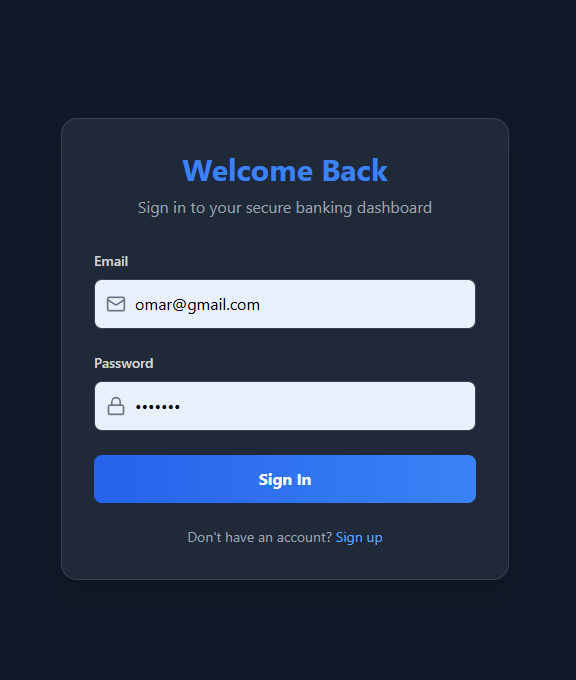 Welcome Back
Sign in to your secure banking dashboard
Email
omar@gmail.com
Password
•••••••
Sign In
Don't have an account? Sign up